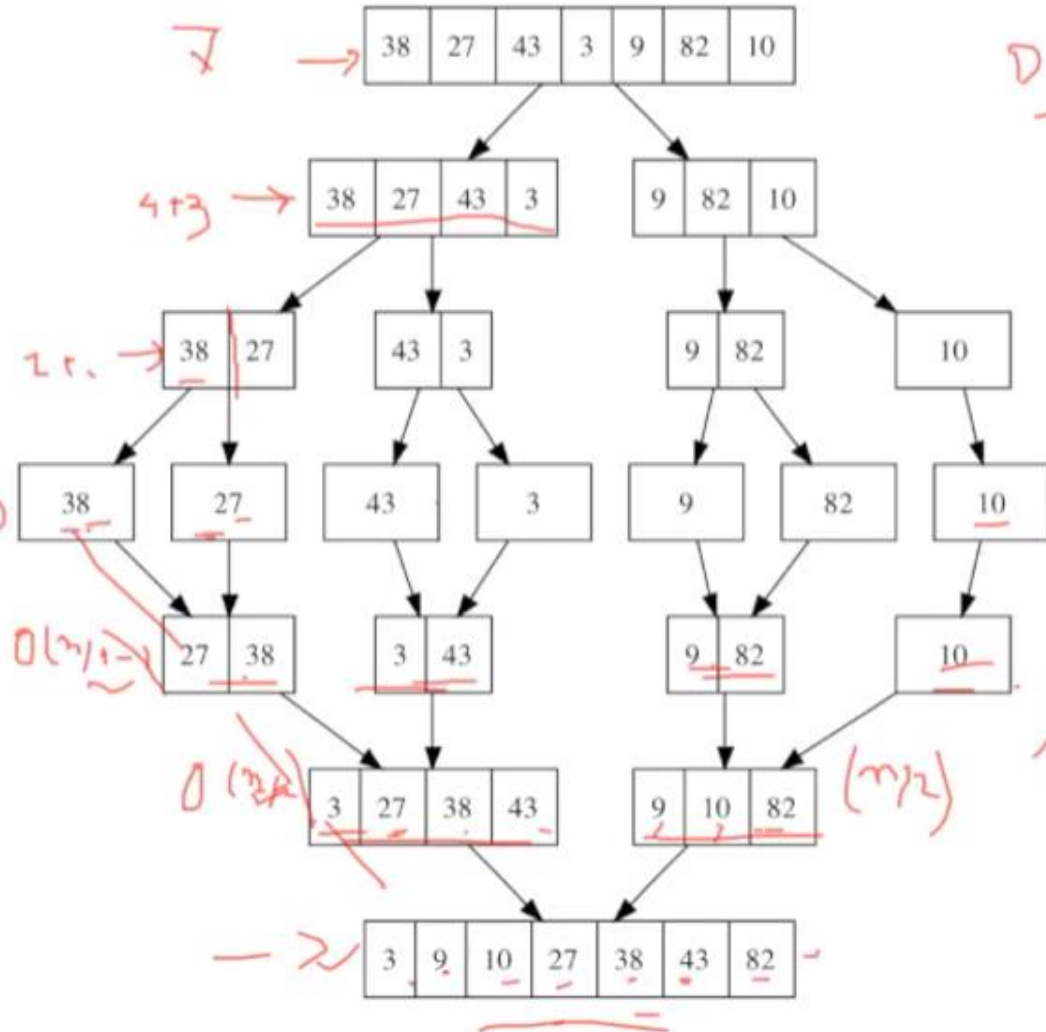 7 38 27 43 3 9 82 10 D
4+3 38 27 43 3 9 82 10
38 27 43 3 9 82 10
38 27 43 3 9 82 10
27 38 3 43 9 82 10
3 27 38 43 9 10 82 (n/2)
3 9 10 27 38 43 82